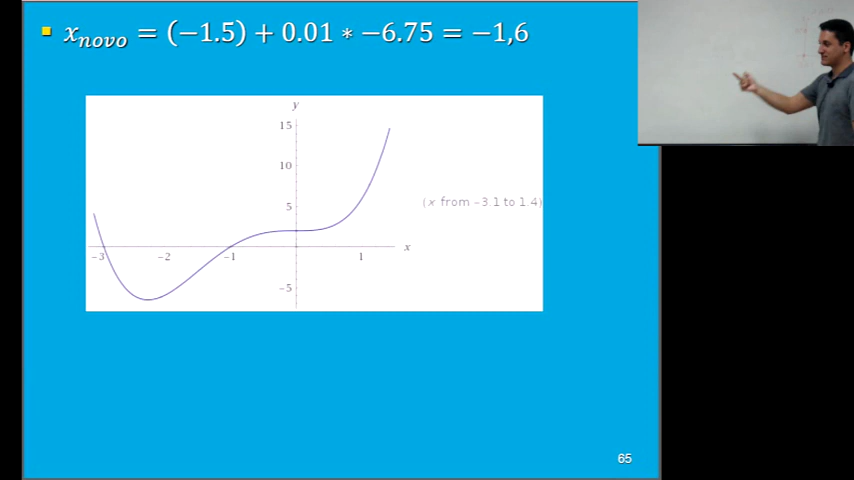 x_novo = (−1.5) + 0.01 ∗ −6.75 = −1,6
y
15
10
5
(x from −3.1 to 1.4)
−3 −2 −1 1 x
−5
65